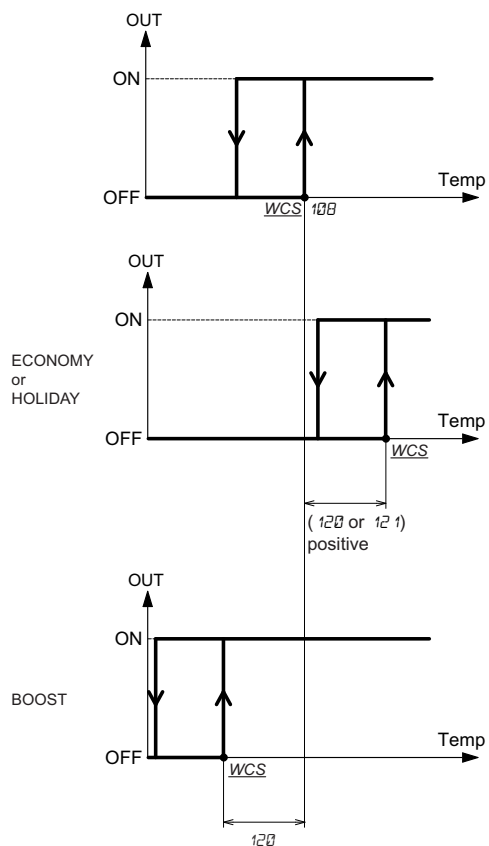 OUT
ON
OFF
Temp
WCS 108
OUT
ON
ECONOMY
or
HOLIDAY
OFF
Temp
WCS
( 120 or 121)
positive
OUT
ON
BOOST
OFF
Temp
WCS
120